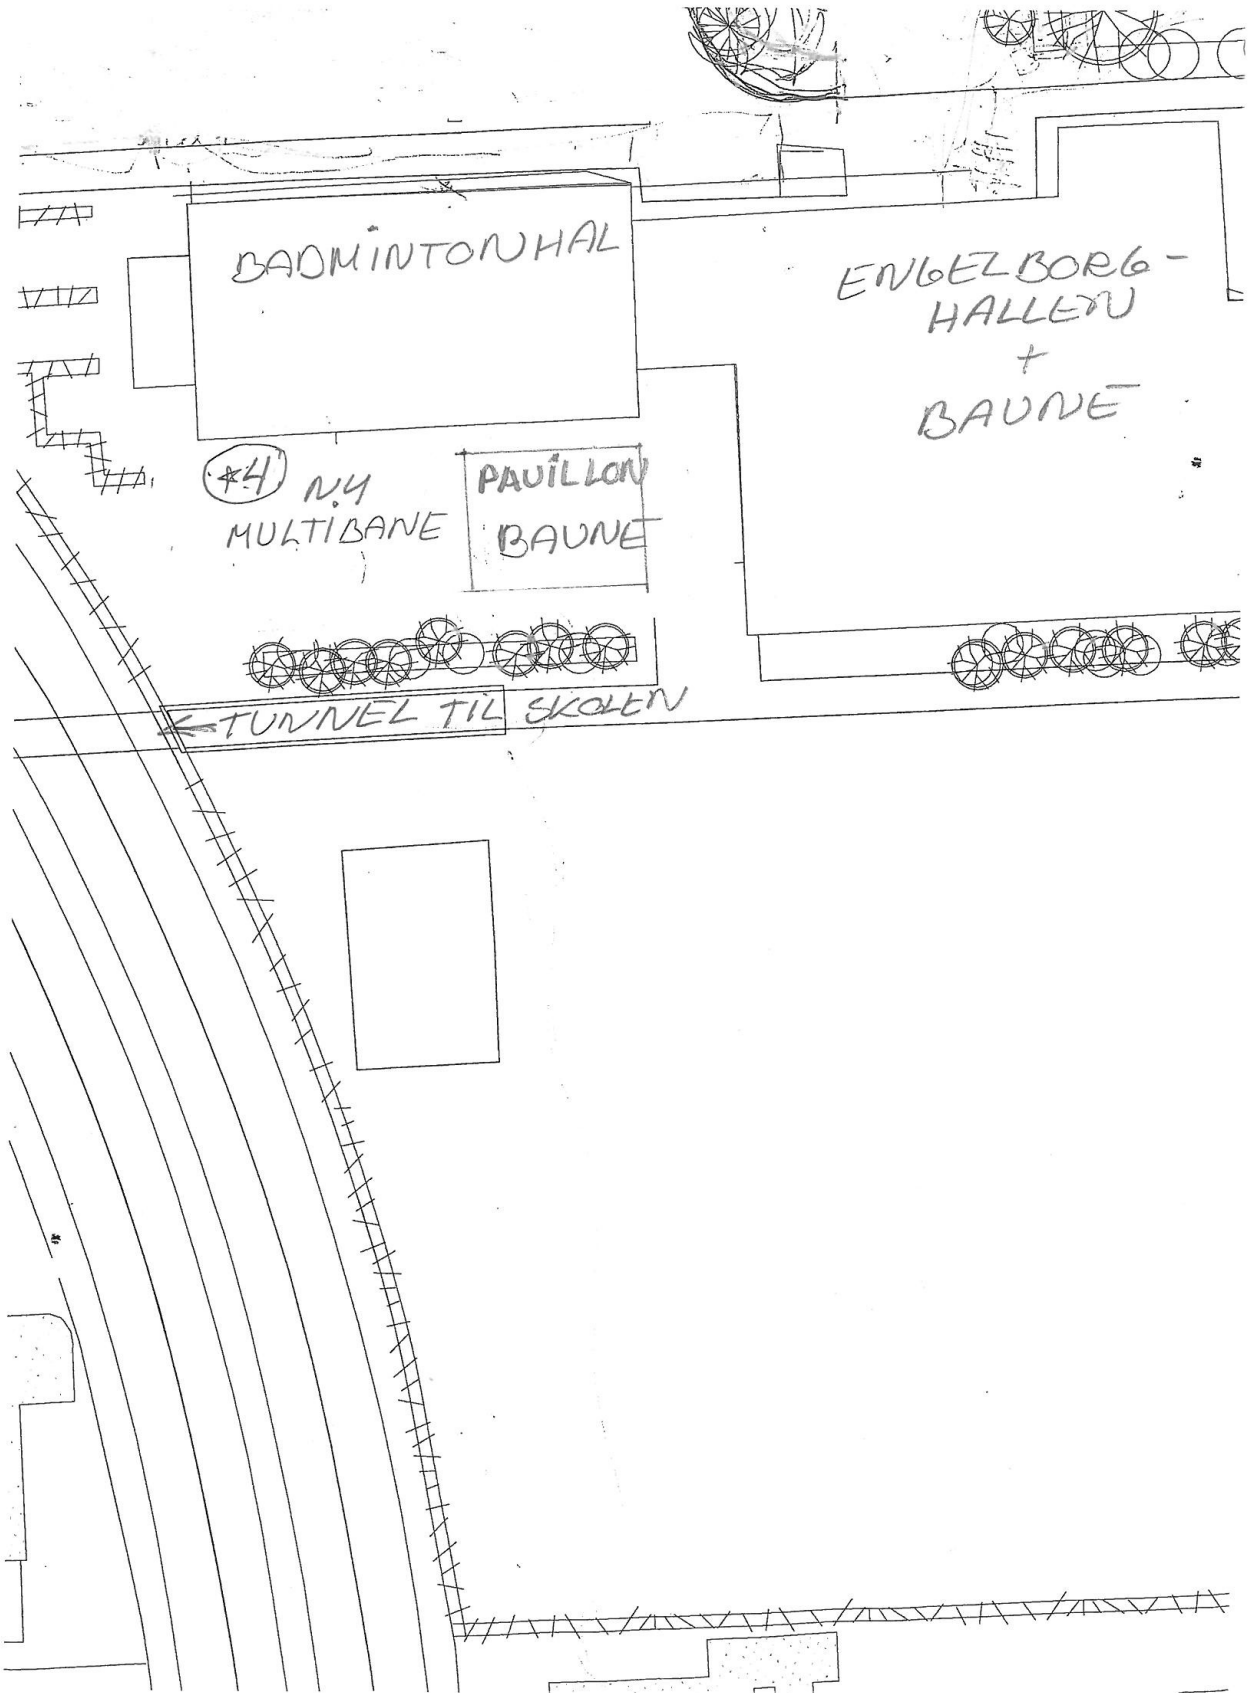 BADMINTONHAL
ENGELBORG-
HALLEN
+
BAUNE
*4 NY
MULTIBANE
PAVILLON
BAUNE
←TUNNEL TIL SKOLEN